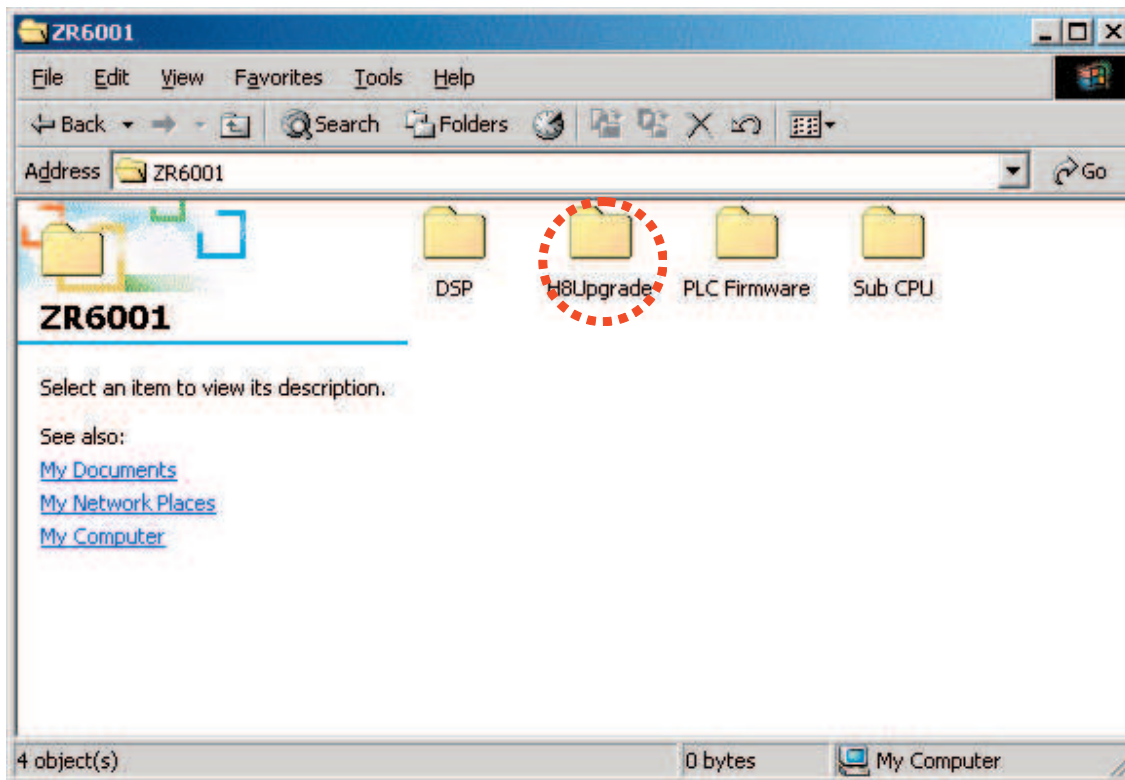 ZR6001
File Edit View Favorites Tools Help
Back Search Folders
Address ZR6001 Go
DSP H8Upgrade PLC Firmware Sub CPU
ZR6001
Select an item to view its description.
See also:
My Documents
My Network Places
My Computer
4 object(s) 0 bytes My Computer